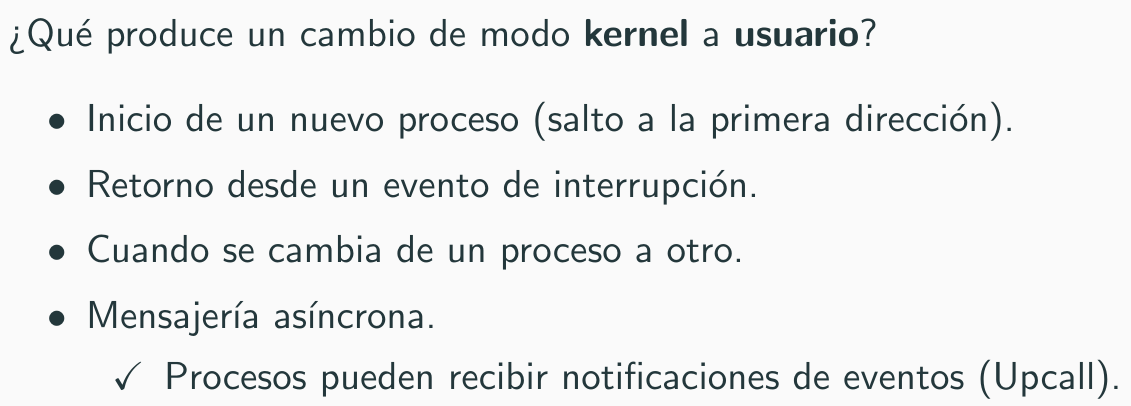 ¿Qué produce un cambio de modo kernel a usuario?
• Inicio de un nuevo proceso (salto a la primera dirección).
• Retorno desde un evento de interrupción.
• Cuando se cambia de un proceso a otro.
• Mensajería asíncrona.
✓ Procesos pueden recibir notificaciones de eventos (Upcall).